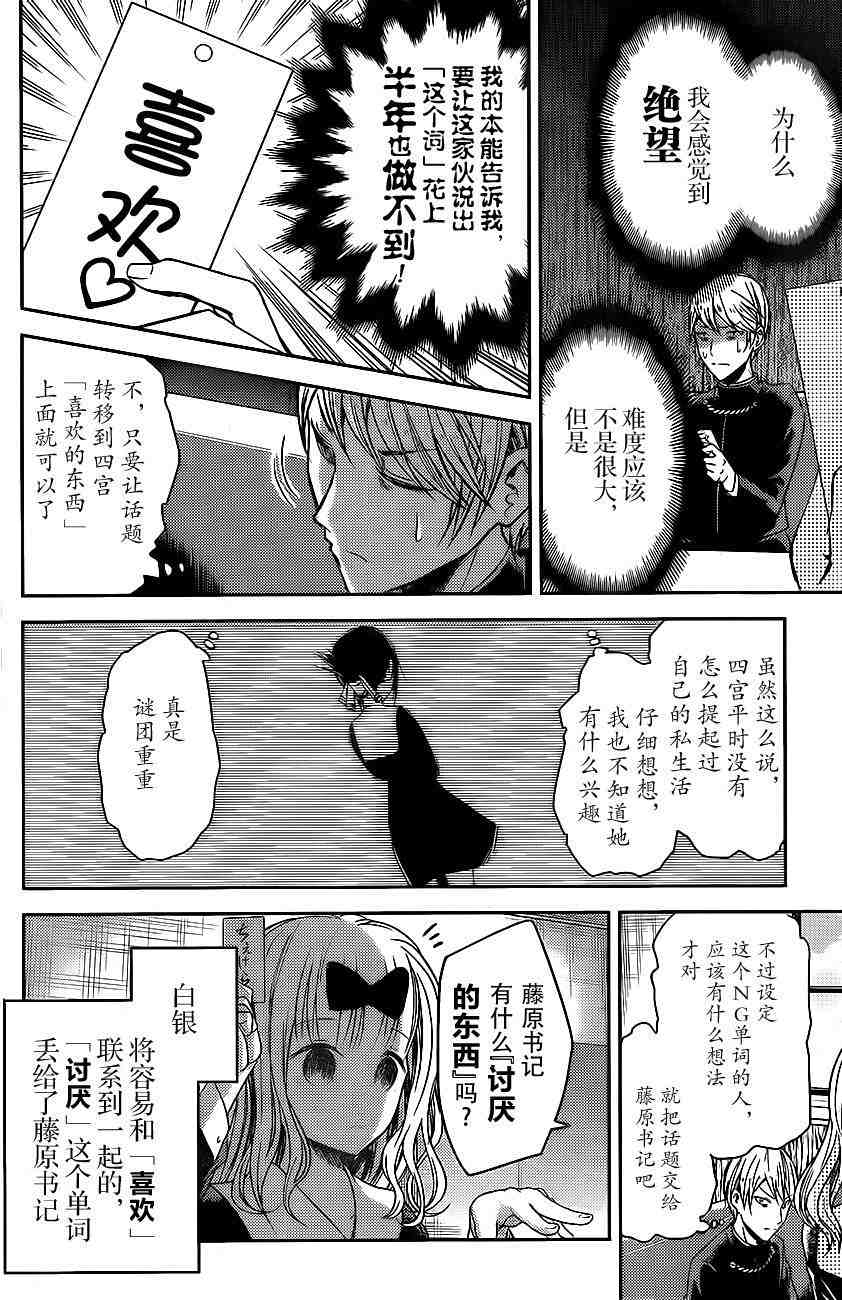 为什么
我会感觉到
绝望
难度应该
不是很大，
但是
我的本能告诉我，
要让这家伙说出
「这个词」花上
半年也做不到！
喜欢♡
不，只要让话题
转移到四宫
「喜欢的东西」
上面就可以了
虽然这么说，
四宫平时没有
怎么提起过
自己的私生活
仔细想想，
我也不知道她
有什么兴趣
真是
谜团重重
不过设定
这个NG单词的人，
应该有什么想法
才对
就把话题交给
藤原书记吧
藤原书记
有什么『讨厌
的东西』吗？
白银
将容易和「喜欢」
联系到一起的，
「讨厌」这个单词
丢给了藤原书记